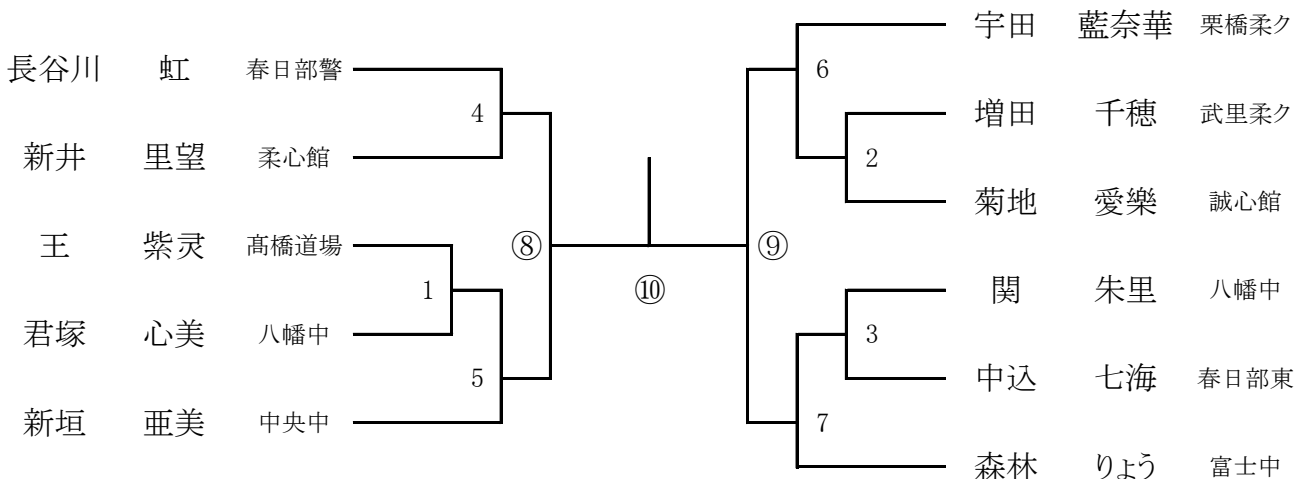 長谷川 虹 春日部警
新井 里望 柔心館
王 紫灵 髙橋道場
君塚 心美 八幡中
新垣 亜美 中央中
4
1
5
⑧
⑩
⑨
6
2
3
7
宇田 藍奈華 栗橋柔ク
増田 千穂 武里柔ク
菊地 愛樂 誠心館
関 朱里 八幡中
中込 七海 春日部東
森林 りょう 富士中